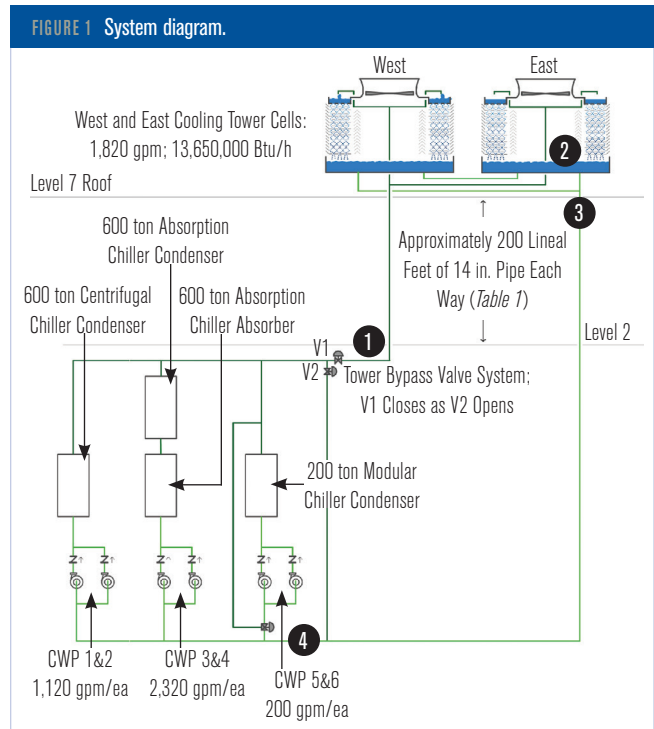 FIGURE 1 System diagram.
West
East
West and East Cooling Tower Cells:
1,820 gpm; 13,650,000 Btu/h
2
Level 7 Roof
3
600 ton Absorption
Chiller Condenser
↑
Approximately 200 Lineal
Feet of 14 in. Pipe Each
Way (Table 1)
↓
600 ton Centrifugal
Chiller Condenser
600 ton Absorption
Chiller Absorber
Level 2
1
V1
V2
Tower Bypass Valve System;
V1 Closes as V2 Opens
200 ton Modular
Chiller Condenser
4
CWP 1&2
1,120 gpm/ea
CWP 3&4
2,320 gpm/ea
CWP 5&6
200 gpm/ea